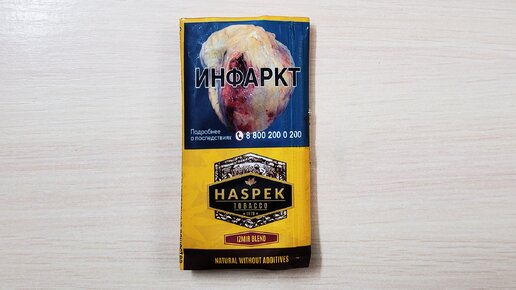 ИНФАРКТ
Подробнее
о последствиях 8 800 200 0 200
HASPEK
TOBACCO
IZMIR BLEND
NATURAL WITHOUT ADDITIVES